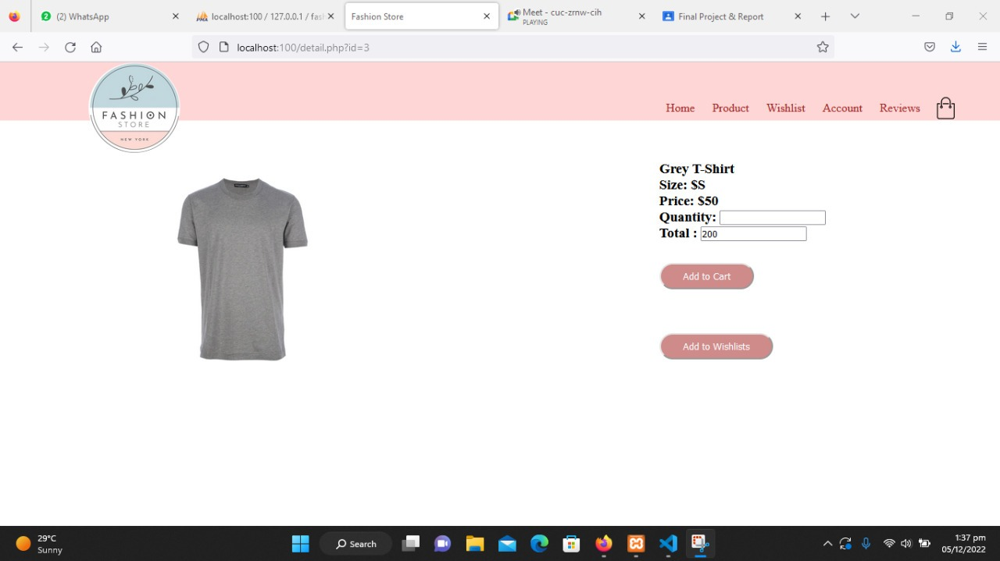 (2) WhatsApp
localhost:100 / 127.0.0.1 / fash
Fashion Store
Meet - cuc-zrnw-cih
PLAYING
Final Project & Report
localhost:100/detail.php?id=3
FASHION
STORE
NEW YORK
Home Product Wishlist Account Reviews
Grey T-Shirt
Size: $S
Price: $50
Quantity:
Total : 200
Add to Cart
Add to Wishlists
29°C
Sunny
Search
1:37 pm
05/12/2022